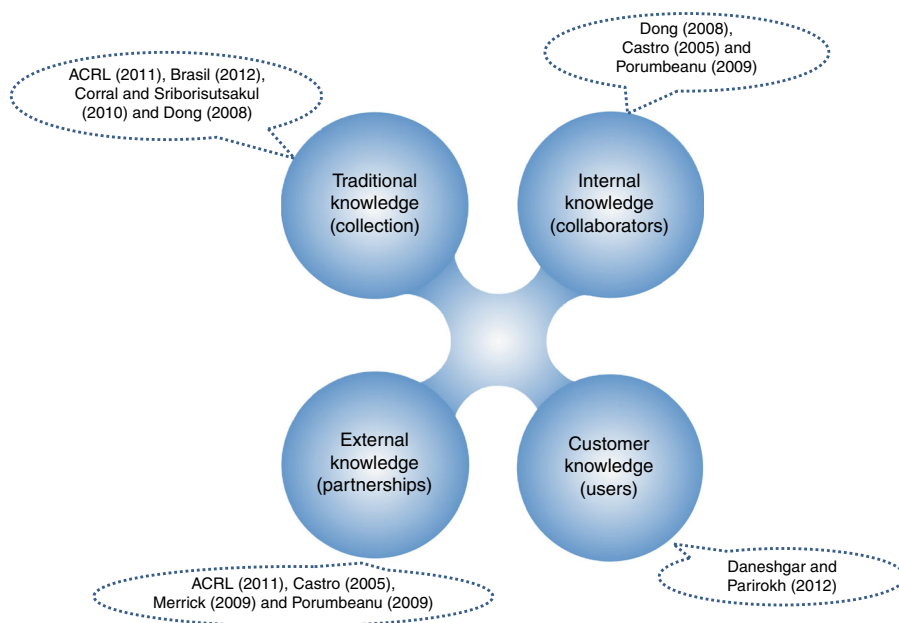 Dong (2008),
Castro (2005) and
Porumbeanu (2009)
ACRL (2011), Brasil (2012),
Corral and Sriborisutsakul
(2010) and Dong (2008)
Traditional
knowledge
(collection)
Internal
knowledge
(collaborators)
External
knowledge
(partnerships)
Customer
knowledge
(users)
ACRL (2011), Castro (2005),
Merrick (2009) and Porumbeanu (2009)
Daneshgar and
Parirokh (2012)